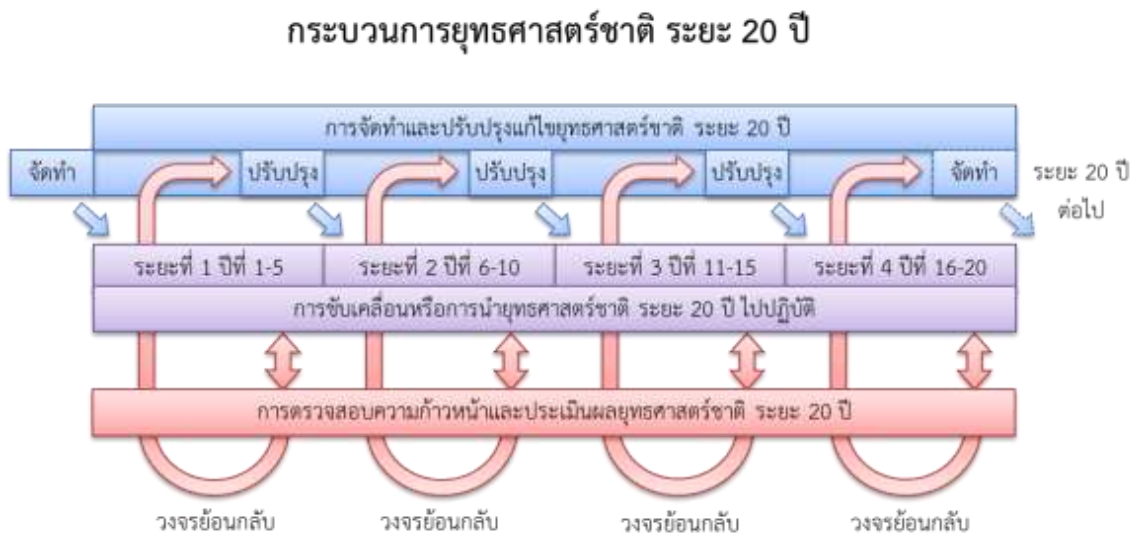 กระบวนการยุทธศาสตร์ชาติ ระยะ 20 ปี
การจัดทำและปรับปรุงแก้ไขยุทธศาสตร์ชาติ ระยะ 20 ปี
จัดทำ
ปรับปรุง
ปรับปรุง
ปรับปรุง
จัดทำ
ระยะ 20 ปี
ต่อไป
ระยะที่ 1 ปีที่ 1-5
ระยะที่ 2 ปีที่ 6-10
ระยะที่ 3 ปีที่ 11-15
ระยะที่ 4 ปีที่ 16-20
การขับเคลื่อนหรือการนำยุทธศาสตร์ชาติ ระยะ 20 ปี ไปปฏิบัติ
การตรวจสอบความก้าวหน้าและประเมินผลยุทธศาสตร์ชาติ ระยะ 20 ปี
วงจรย้อนกลับ
วงจรย้อนกลับ
วงจรย้อนกลับ
วงจรย้อนกลับ